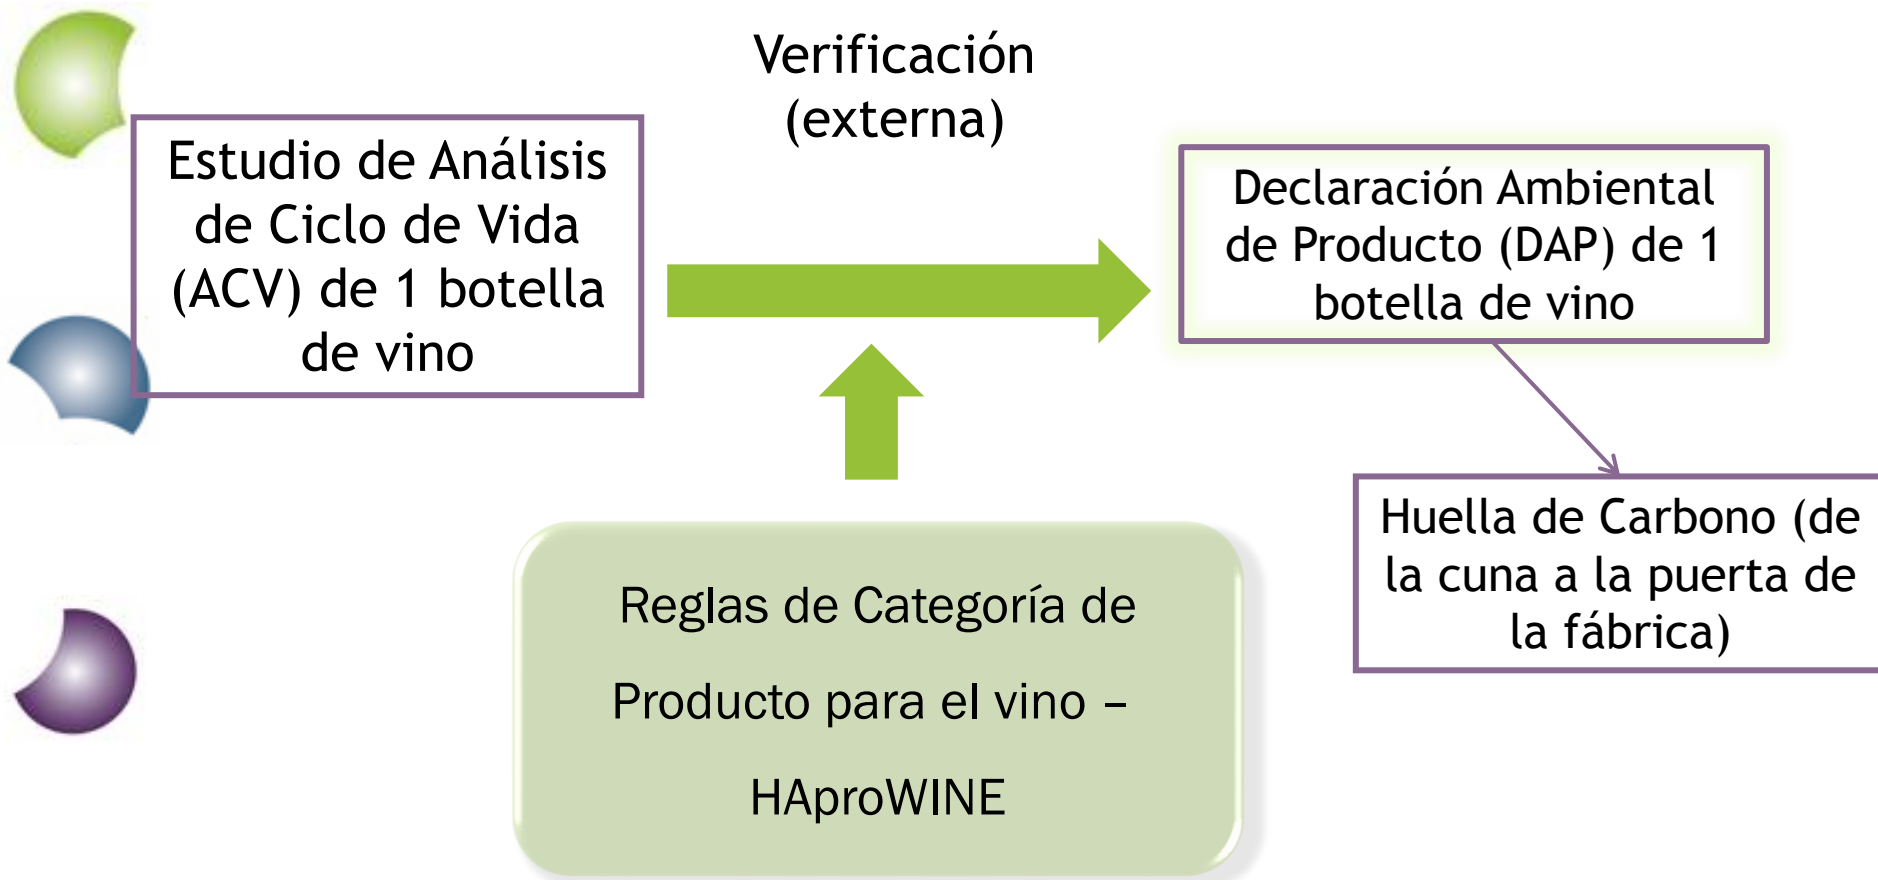 Verificación
(externa)
Estudio de Análisis
de Ciclo de Vida
(ACV) de 1 botella
de vino
Declaración Ambiental
de Producto (DAP) de 1
botella de vino
Huella de Carbono (de
la cuna a la puerta de
la fábrica)
Reglas de Categoría de
Producto para el vino –
HAproWINE